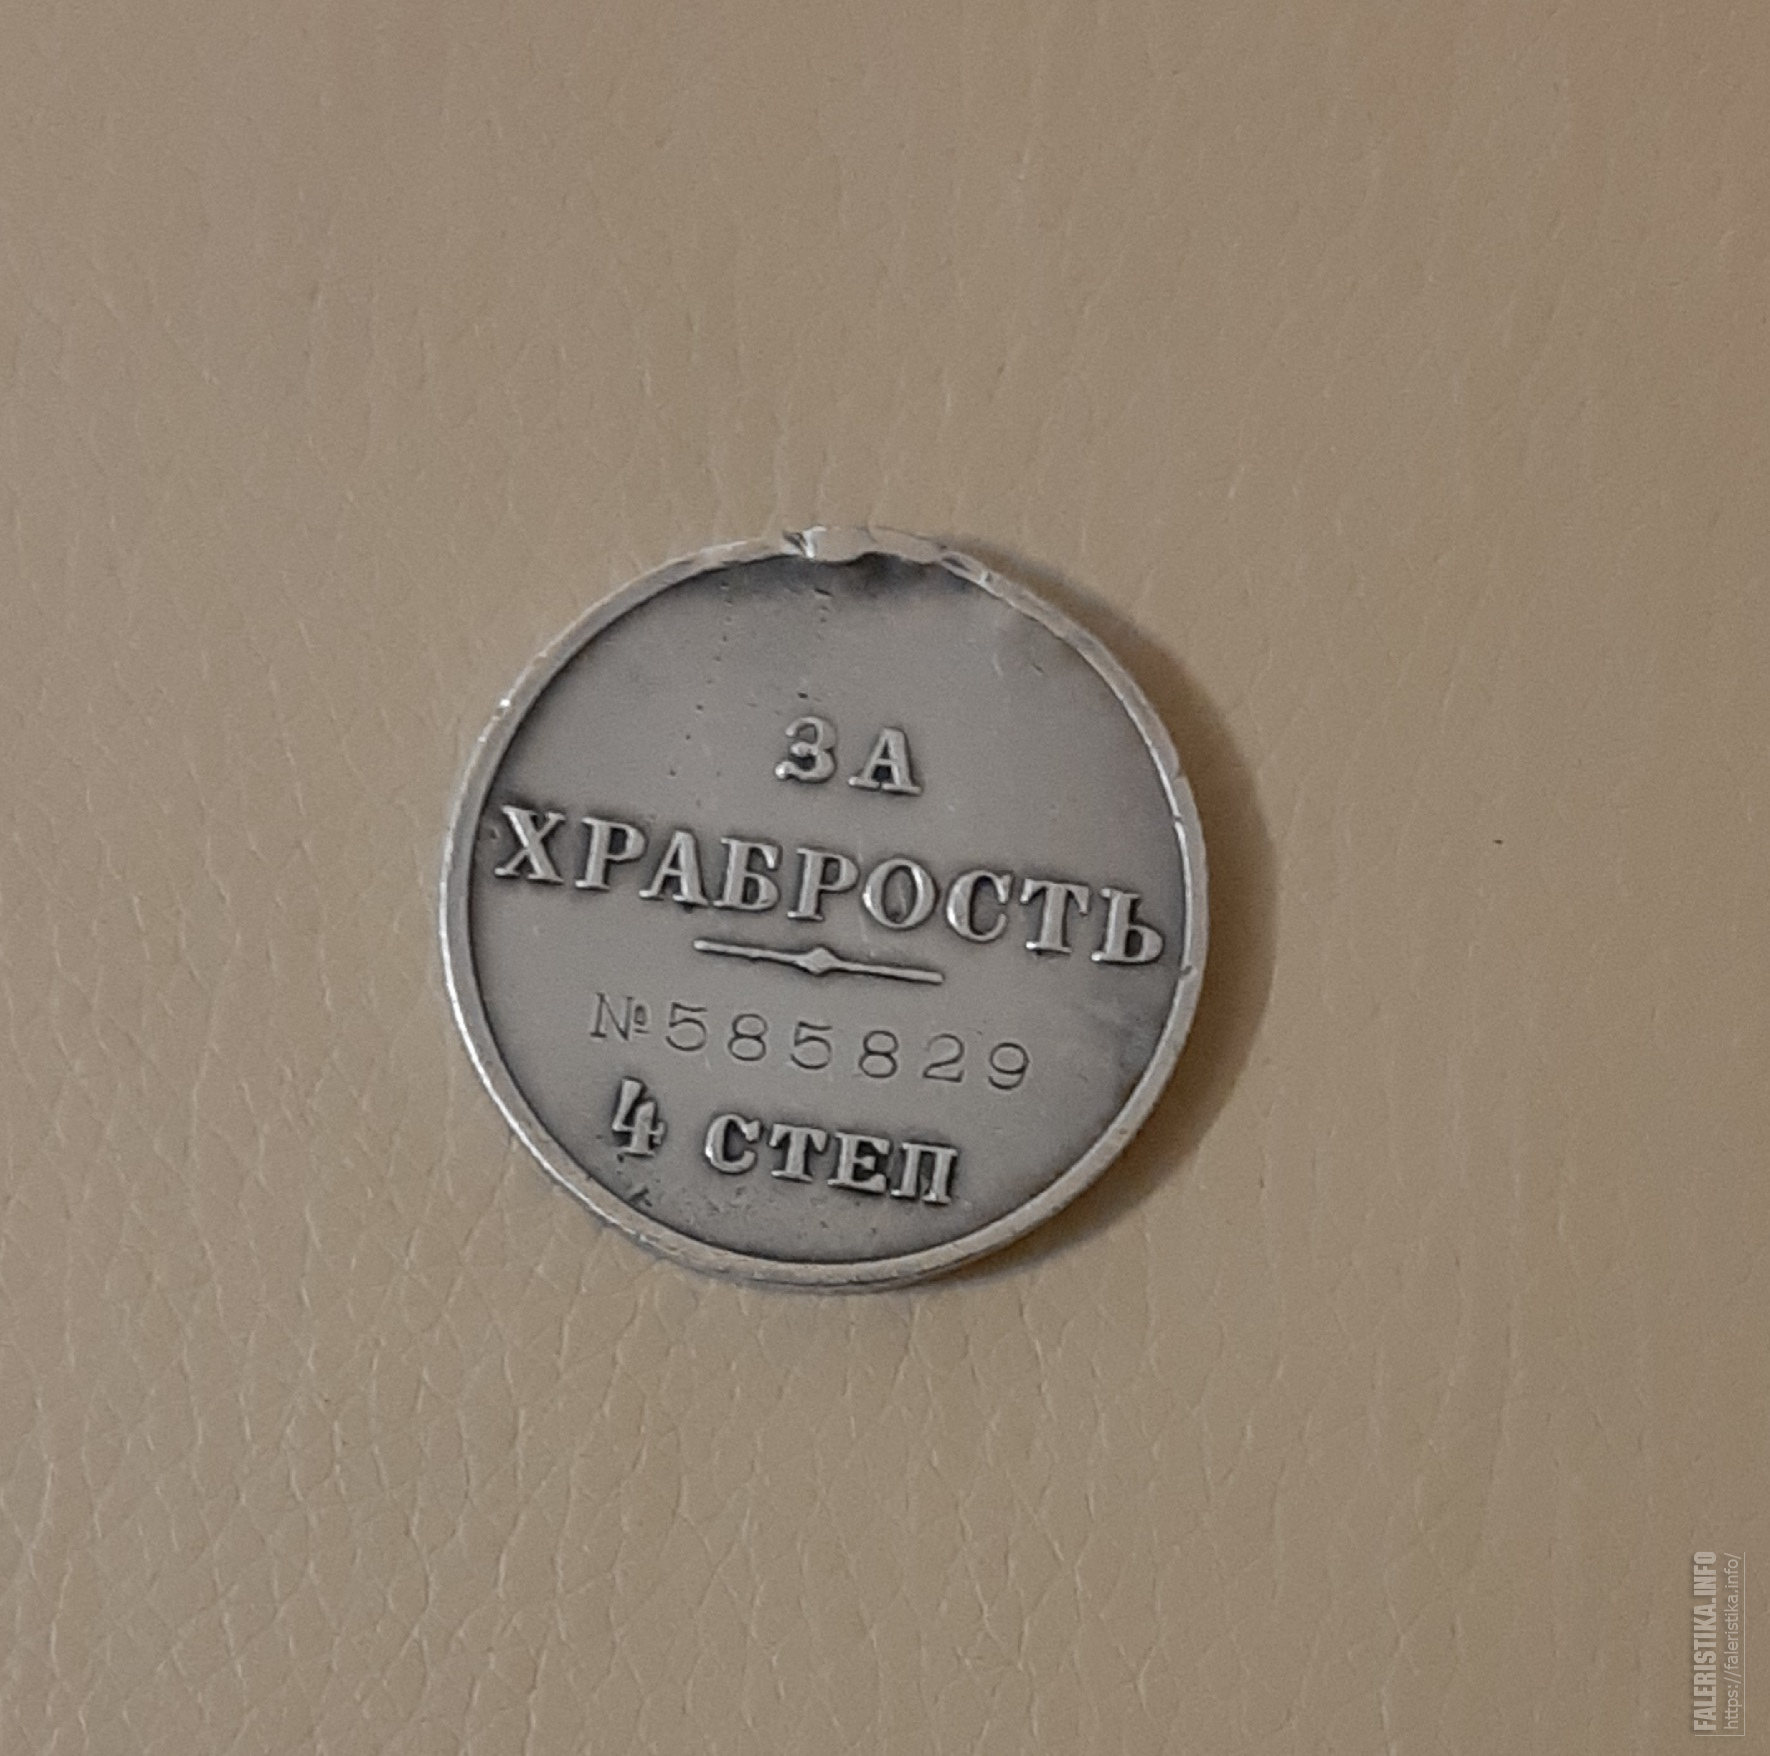 ЗА
ХРАБРОСТЬ
№585829
4 СТЕП
FALERISTIKA.INFO
https://faleristika.info/